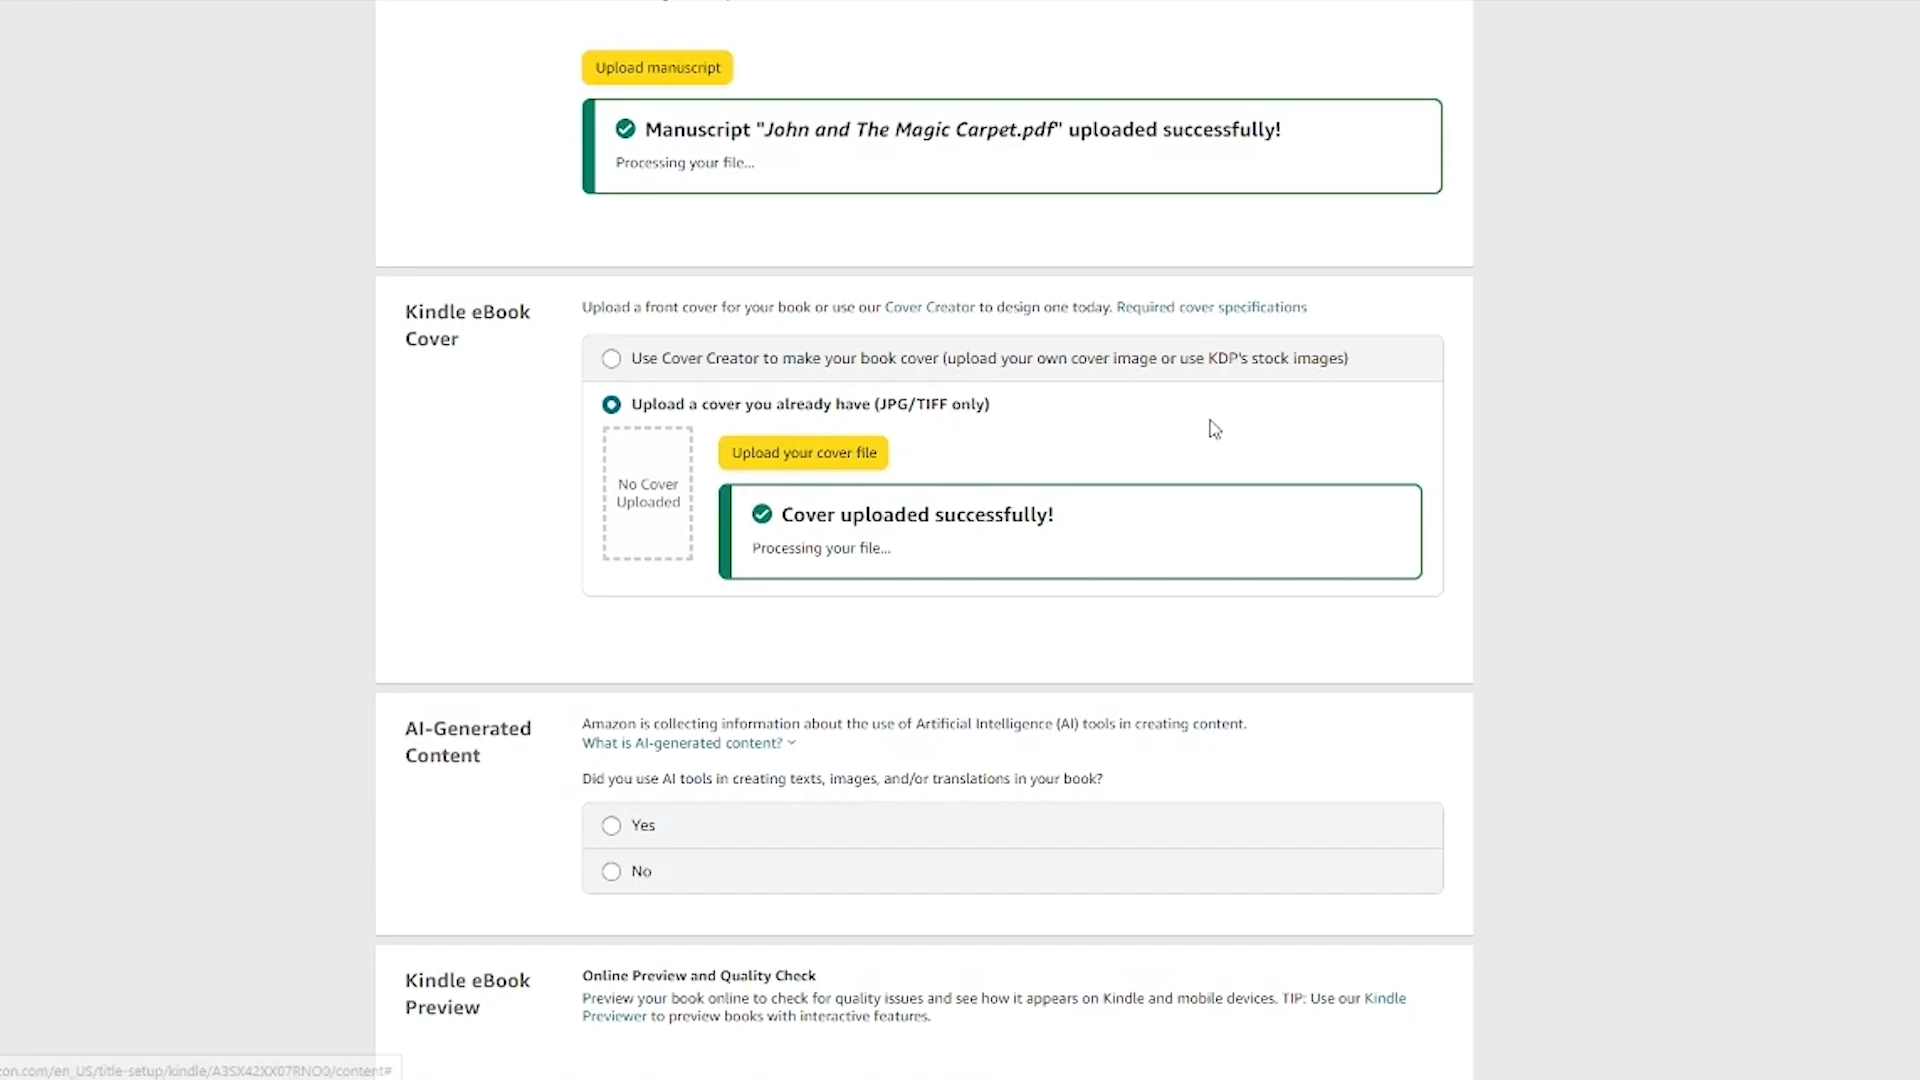 Upload manuscript
Manuscript "John and The Magic Carpet.pdf" uploaded successfully!
Processing your file...
Kindle eBook
Cover
Upload a front cover for your book or use our Cover Creator to design one today. Required cover specifications
Use Cover Creator to make your book cover (upload your own cover image or use KDP's stock images)
Upload a cover you already have (JPG/TIFF only)
No Cover
Uploaded
Upload your cover file
Cover uploaded successfully!
Processing your file...
AI-Generated
Content
Amazon is collecting information about the use of Artificial Intelligence (AI) tools in creating content.
What is AI-generated content?
Did you use AI tools in creating texts, images, and/or translations in your book?
Yes
No
Kindle eBook
Preview
Online Preview and Quality Check
Preview your book online to check for quality issues and see how it appears on Kindle and mobile devices. TIP: Use our Kindle
Previewer to preview books with interactive features.
zon.com/en_US/title-setup/kindle/A3SX42XX07RNO0/content#